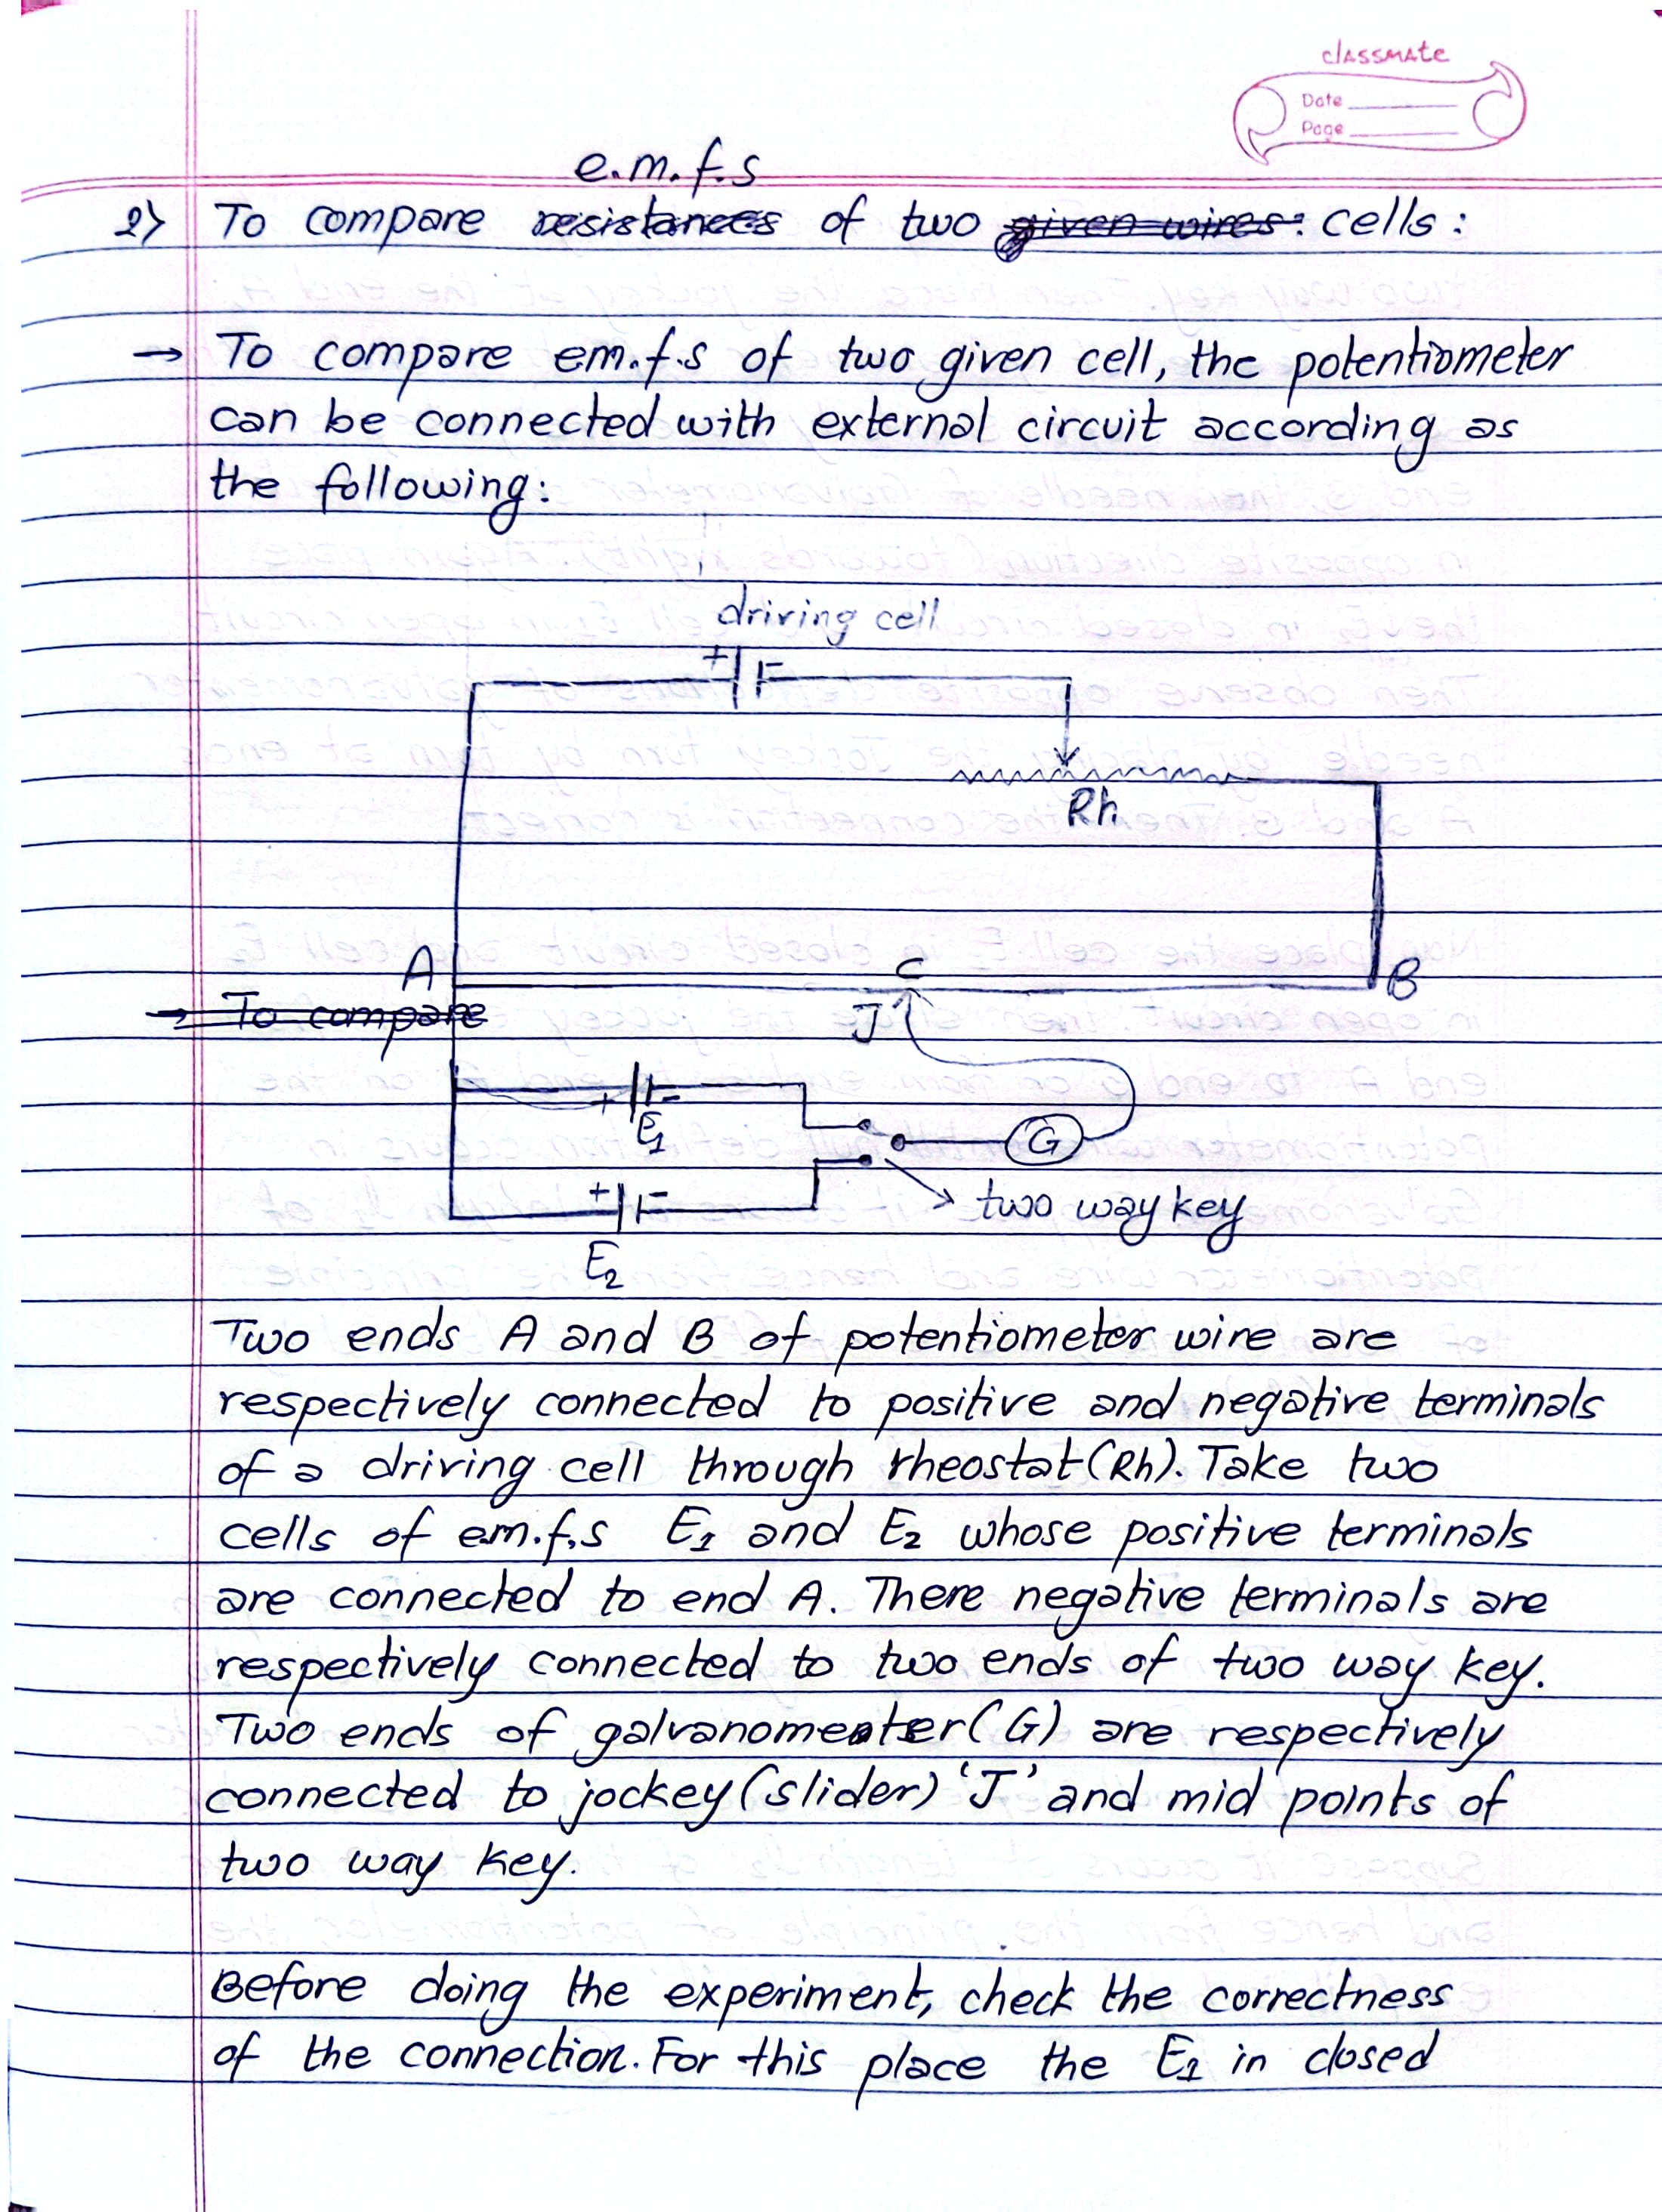 classmate
Date
Page
e.m.f.s
2) To compare resistances of two given wires: cells:
→ To compare em.f.s of two given cell, the potentiometer
can be connected with external circuit according as
the following:
driving cell
+ -
Rh
A C B
→ To compare J
+ -
E1
G
+ - two way key
E2
Two ends A and B of potentiometer wire are
respectively connected to positive and negative terminals
of a driving cell through rheostat (Rh). Take two
cells of em.f.s E1 and E2 whose positive terminals
are connected to end A. There negative terminals are
respectively connected to two ends of two way key.
Two ends of galvanometer (G) are respectively
connected to jockey (slider) 'J' and mid points of
two way key.
Before doing the experiment, check the correctness
of the connection. For this place the E1 in closed